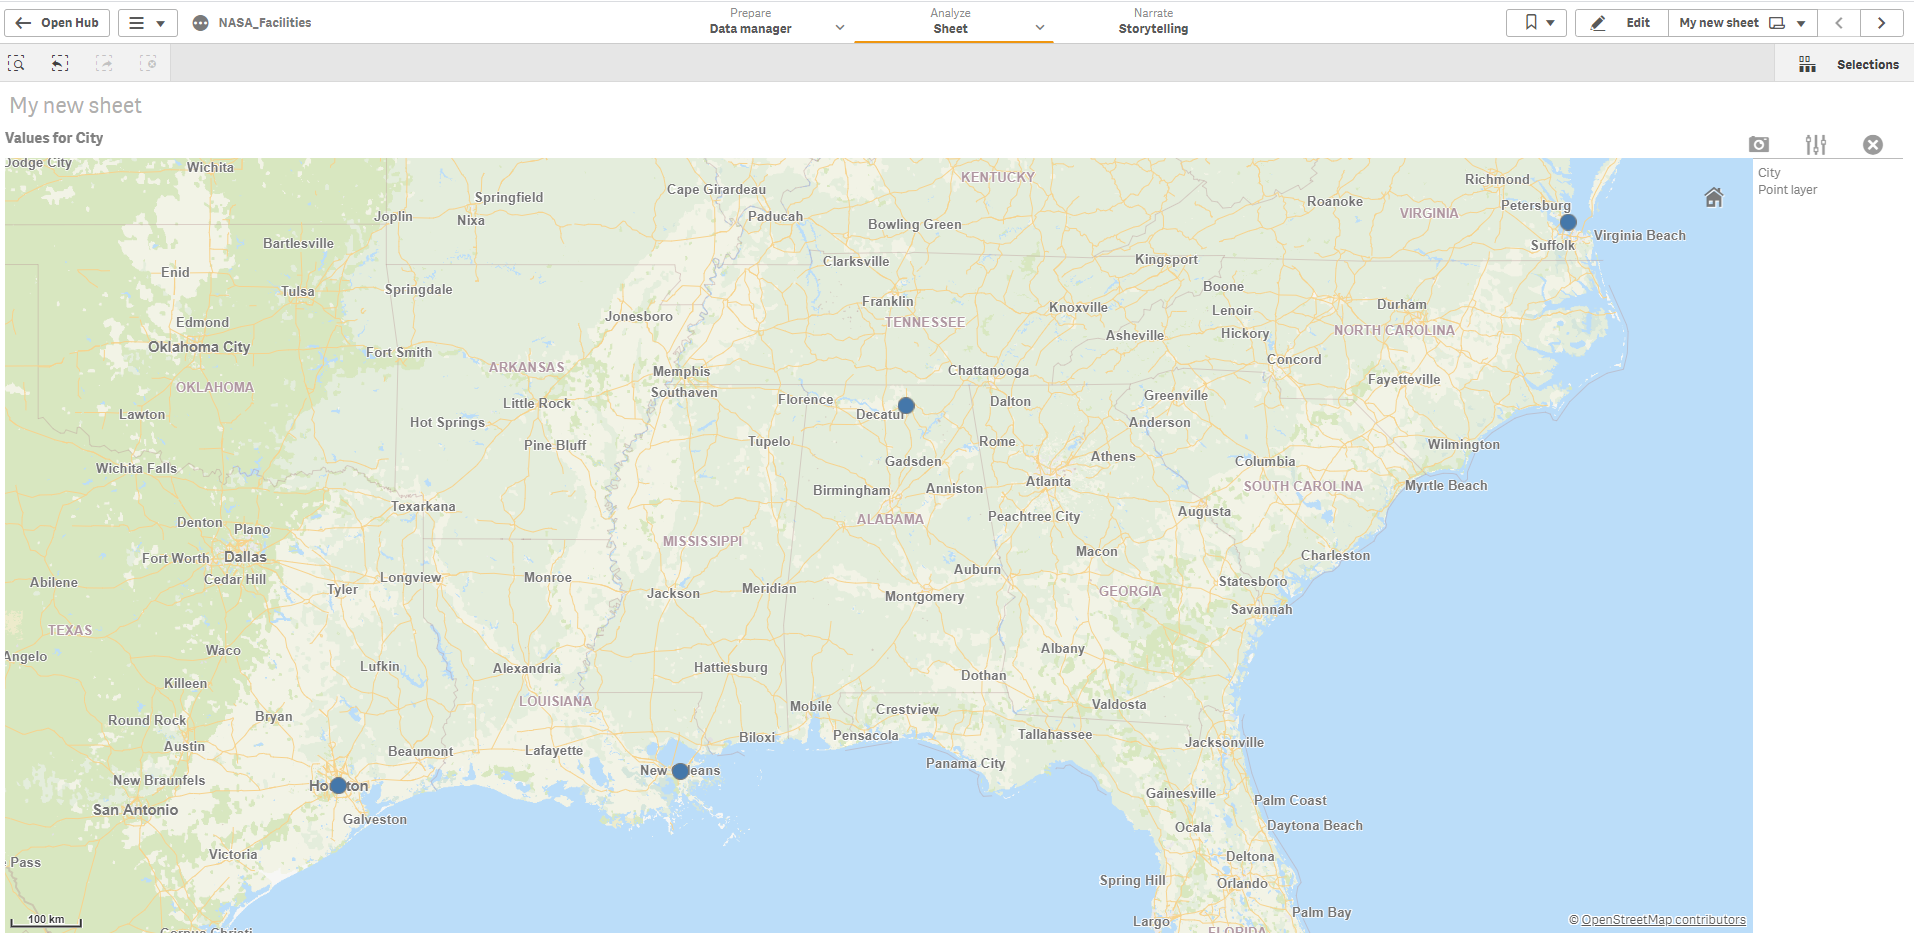 Open Hub
NASA_Facilities
Prepare
Data manager
Analyze
Sheet
Narrate
Storytelling
Edit
My new sheet
Selections
My new sheet
Values for City
City
Point layer
Dodge City
Wichita
Springfield
Cape Girardeau
KENTUCKY
Richmond
Joplin
Nixa
Paducah
Bowling Green
Roanoke
VIRGINIA
Petersburg
Bartlesville
Suffolk
Virginia Beach
Enid
Clarksville
Kingsport
Tulsa
Springdale
Boone
Franklin
Knoxville
Lenoir
Durham
Edmond
Jonesboro
TENNESSEE
Asheville
Hickory
NORTH CAROLINA
Oklahoma City
Fort Smith
ARKANSAS
Memphis
Chattanooga
Concord
OKLAHOMA
Southaven
Fayetteville
Lawton
Little Rock
Florence
Decatur
Dalton
Greenville
Hot Springs
Anderson
Pine Bluff
Tupelo
Rome
Wilmington
Wichita Falls
Gadsden
Athens
Columbia
Birmingham
Anniston
Atlanta
SOUTH CAROLINA
Myrtle Beach
Texarkana
Denton
Plano
ALABAMA
Peachtree City
Augusta
MISSISSIPPI
Fort Worth
Dallas
Macon
Charleston
Abilene
Cedar Hill
Longview
Monroe
Auburn
Statesboro
Tyler
Jackson
Meridian
Montgomery
GEORGIA
Savannah
TEXAS
Angelo
Waco
Lufkin
Alexandria
Hattiesburg
Albany
Killeen
Dothan
LOUISIANA
Round Rock
Bryan
Mobile
Crestview
Valdosta
Austin
Beaumont
Lafayette
Biloxi
Pensacola
Tallahassee
Jacksonville
New Braunfels
Houston
New Orleans
Panama City
San Antonio
Galveston
Gainesville
Palm Coast
Ocala
Daytona Beach
Pass
Victoria
Deltona
Spring Hill
Orlando
Largo
Palm Bay
100 km
© OpenStreetMap contributors
Corpus Christi
FLORIDA